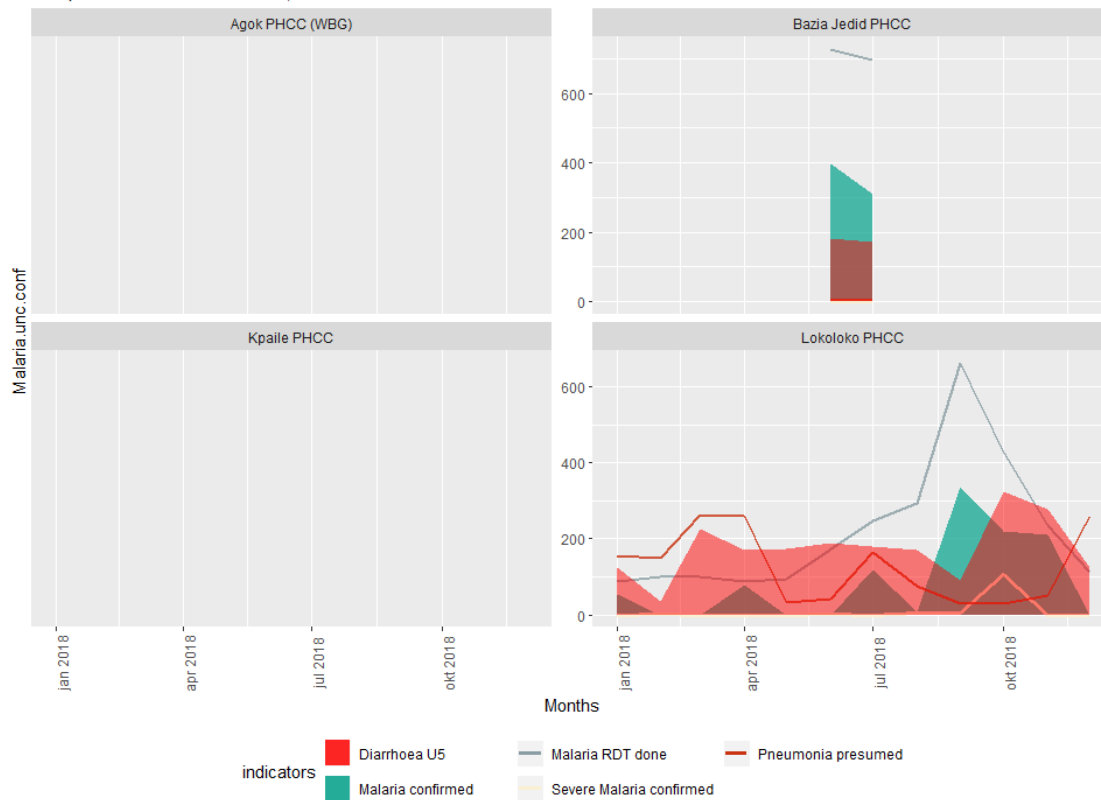 Agok PHCC (WBG)
Bazia Jedid PHCC
600
400
200
0
Malaria.unc.conf
Kpaile PHCC
Lokoloko PHCC
600
400
200
0
jan 2018
apr 2018
jul 2018
okt 2018
jan 2018
apr 2018
jul 2018
okt 2018
Months
indicators
Diarrhoea U5
Malaria RDT done
Pneumonia presumed
Malaria confirmed
Severe Malaria confirmed